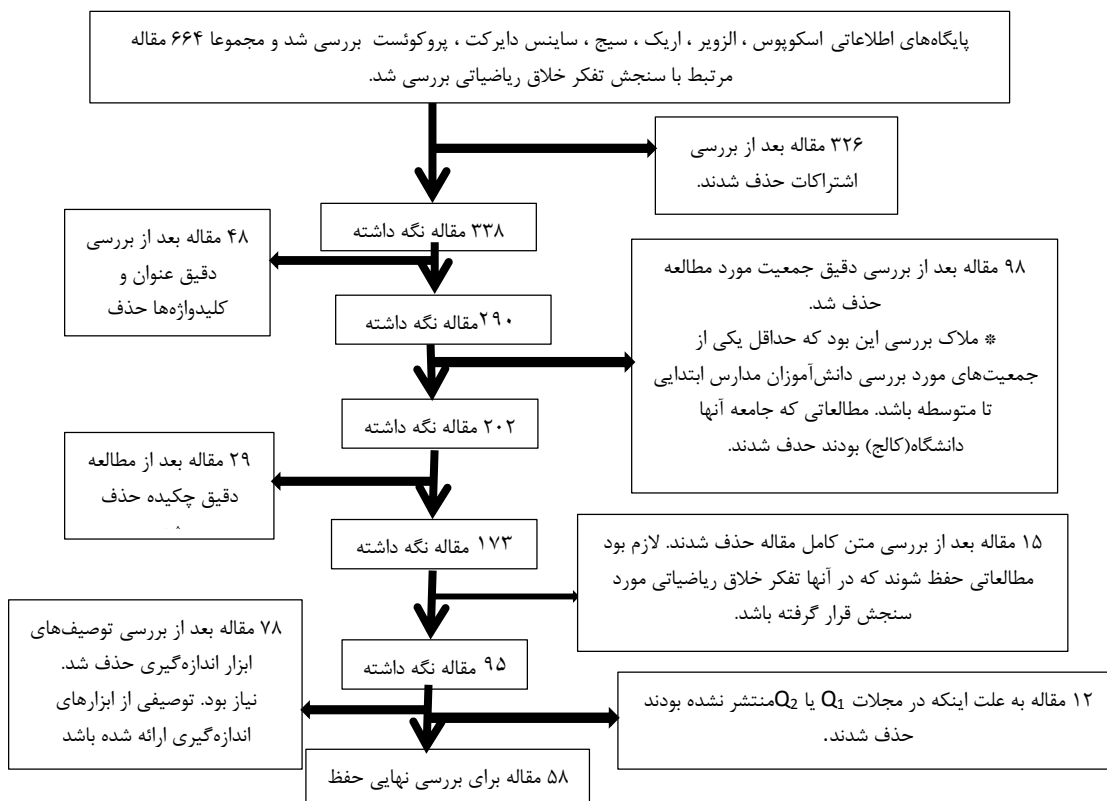 پایگاه‌های اطلاعاتی اسکوپوس ، الزویر ، اریک ، سیج ، ساینس دایرکت ، پروکوئست بررسی شد و مجموعا ۶۶۴ مقاله
مرتبط با سنجش تفکر خلاق ریاضیاتی بررسی شد.
۳۲۶ مقاله بعد از بررسی
اشتراکات حذف شدند.
۳۳۸ مقاله نگه داشته
۴۸ مقاله بعد از بررسی
دقیق عنوان و
کلیدواژه‌ها حذف
۲۹۰مقاله نگه داشته
۹۸ مقاله بعد از بررسی دقیق جمعیت مورد مطالعه
حذف شد.
* ملاک بررسی این بود که حداقل یکی از
جمعیت‌های مورد بررسی دانش‌آموزان مدارس ابتدایی
تا متوسطه باشد. مطالعاتی که جامعه آنها
دانشگاه(کالج) بودند حدف شدند.
۲۰۲ مقاله نگه داشته
۲۹ مقاله بعد از مطالعه
دقیق چکیده حذف
۱۷۳ مقاله نگه داشته
۱۵ مقاله بعد از بررسی متن کامل مقاله حذف شدند. لازم بود
مطالعاتی حفظ شوند که در آنها تفکر خلاق ریاضیاتی مورد
سنجش قرار گرفته باشد.
۹۵ مقاله نگه داشته
۷۸ مقاله بعد از بررسی توصیف‌های
ابزار اندازه‌گیری حذف شد.
نیاز بود. توصیفی از ابزارهای
اندازه‌گیری ارائه شده باشد
۱۲ مقاله به علت اینکه در مجلات Q1 یا Q2منتشر نشده بودند
حذف شدند.
۵۸ مقاله برای بررسی نهایی حفظ